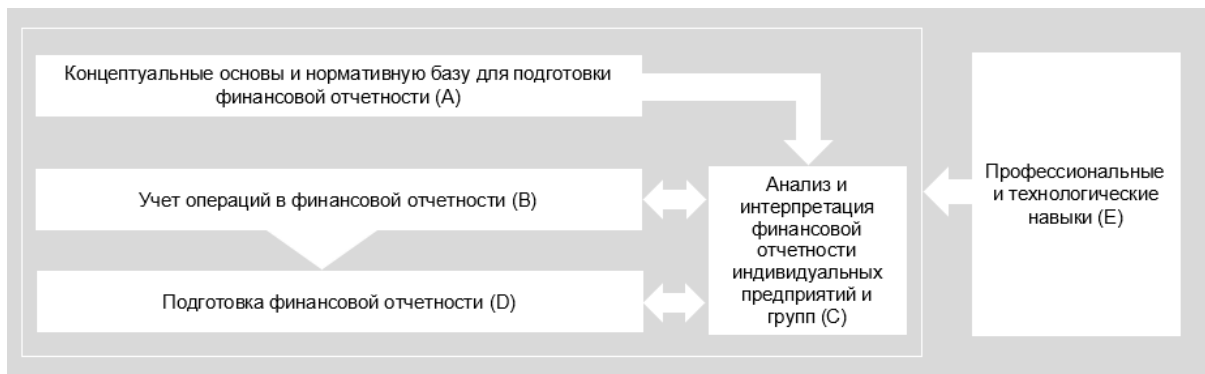 Концептуальные основы и нормативную базу для подготовки
финансовой отчетности (A)
Учет операций в финансовой отчетности (B)
Подготовка финансовой отчетности (D)
Анализ и
интерпретация
финансовой
отчетности
индивидуальных
предприятий и
групп (C)
Профессиональные
и технологические
навыки (E)